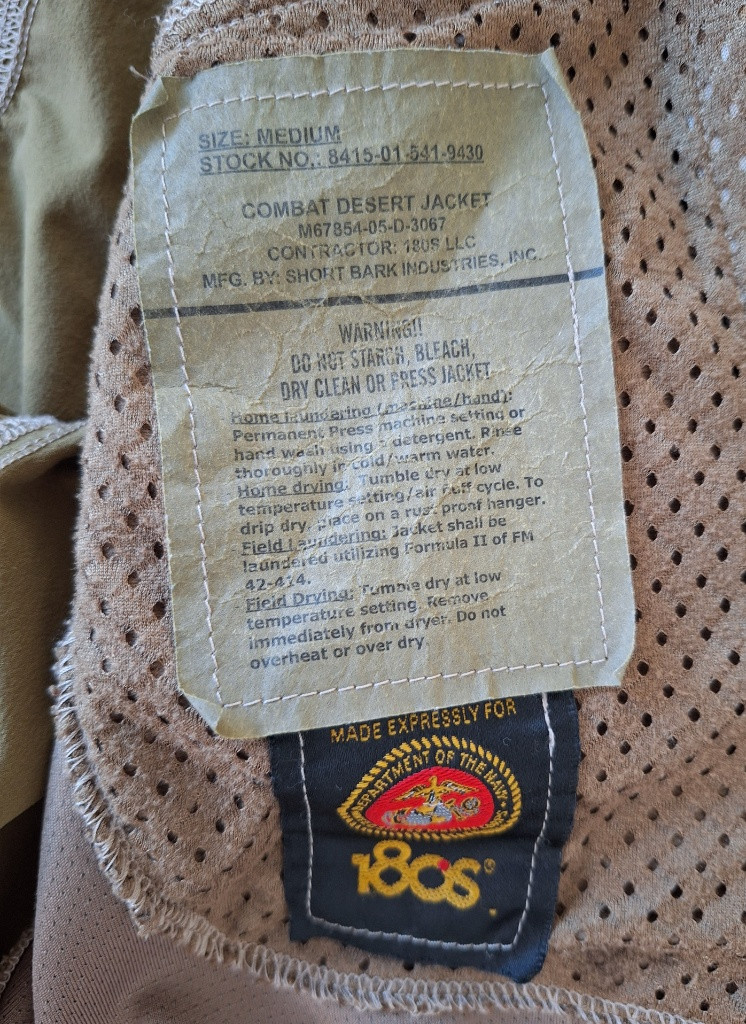 SIZE: MEDIUM
STOCK NO.: 8415-01-541-9430
COMBAT DESERT JACKET
M67854-05-D-3067
CONTRACTOR: 180S LLC
MFG. BY: SHORT BARK INDUSTRIES, INC.
WARNING!!
DO NOT STARCH, BLEACH,
DRY CLEAN OR PRESS JACKET
Home laundering (machine/hand):
Permanent Press machine setting or
hand wash using detergent. Rinse
thoroughly in cold/warm water.
Home drying: Tumble dry at low
temperature setting/air fluff cycle. To
drip dry, place on a rust proof hanger.
Field Laundering: Jacket shall be
laundered utilizing Formula II of FM
42-414.
Field Drying: Tumble dry at low
temperature setting. Remove
immediately from dryer. Do not
overheat or over dry.
MADE EXPRESSLY FOR
DEPARTMENT OF THE NAVY
180s®